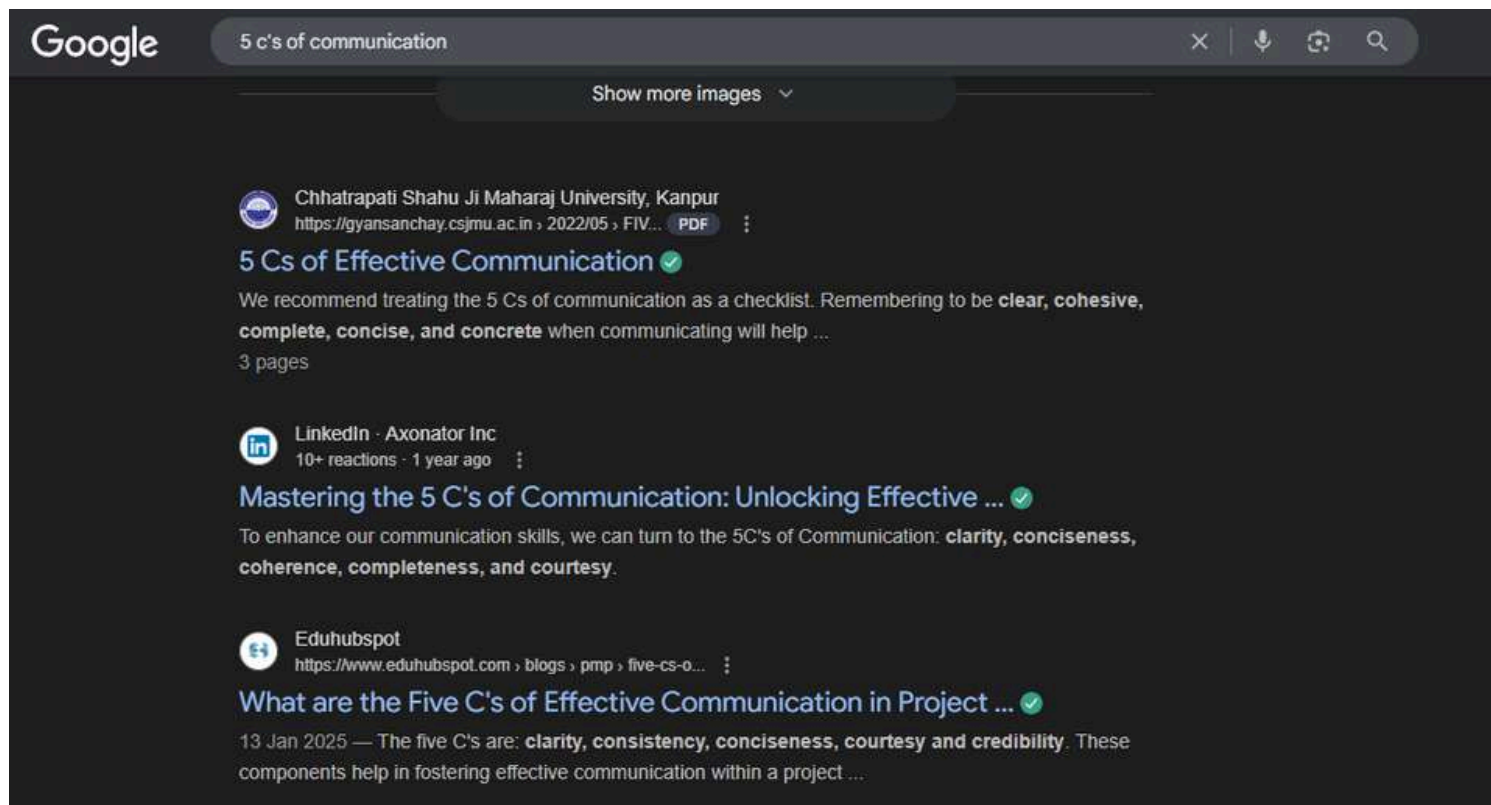 Google
5 c's of communication
Show more images
Chhatrapati Shahu Ji Maharaj University, Kanpur
https://gyansanchay.csjmu.ac.in › 2022/05 › FIV... PDF
5 Cs of Effective Communication
We recommend treating the 5 Cs of communication as a checklist. Remembering to be clear, cohesive,
complete, concise, and concrete when communicating will help ...
3 pages
LinkedIn · Axonator Inc
10+ reactions · 1 year ago
in
Mastering the 5 C's of Communication: Unlocking Effective ...
To enhance our communication skills, we can turn to the 5C's of Communication: clarity, conciseness,
coherence, completeness, and courtesy.
Eduhubspot
https://www.eduhubspot.com › blogs › pmp › five-cs-o...
What are the Five C's of Effective Communication in Project ...
13 Jan 2025 — The five C's are: clarity, consistency, conciseness, courtesy and credibility. These
components help in fostering effective communication within a project ...